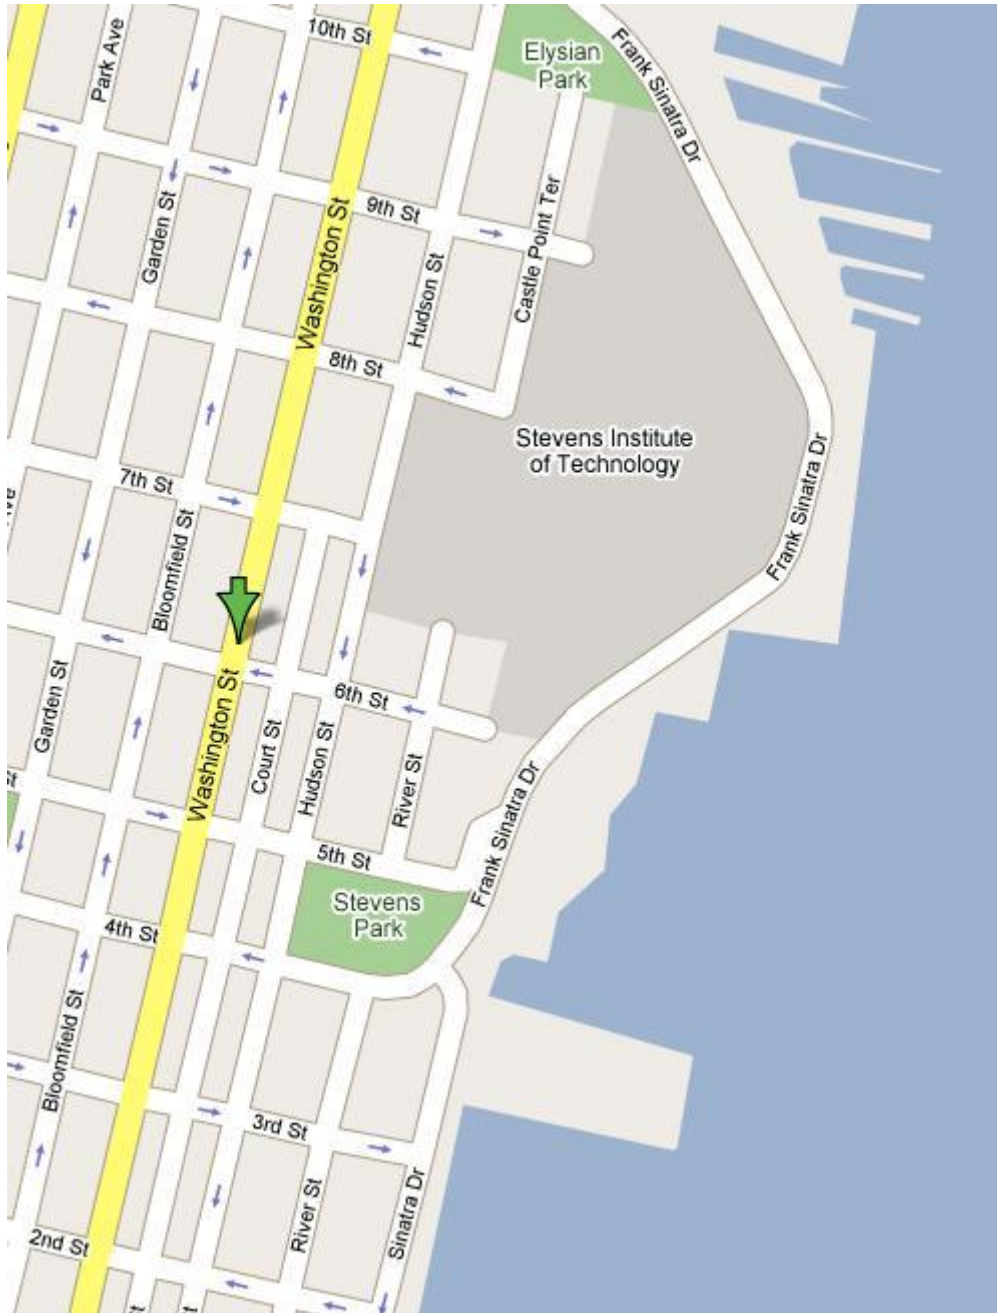 10th St
Elysian
Park
Frank Sinatra Dr
Park Ave
Garden St
9th St
Washington St
Hudson St
Castle Point Ter
8th St
Stevens Institute
of Technology
7th St
Bloomfield St
Frank Sinatra Dr
Garden St
Washington St
6th St
Court St
Hudson St
River St
Frank Sinatra Dr
5th St
Stevens
Park
4th St
Bloomfield St
3rd St
River St
Sinatra Dr
2nd St